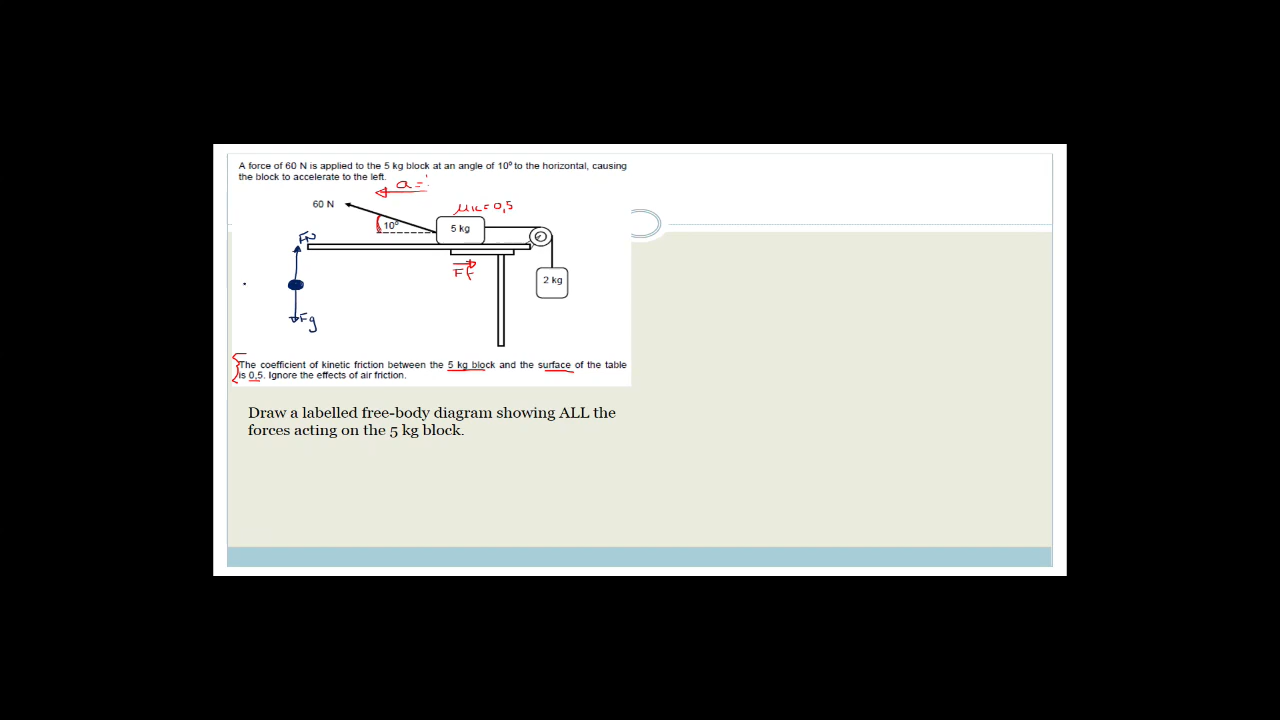 A force of 60 N is applied to the 5 kg block at an angle of 10⁰ to the horizontal, causing
the block to accelerate to the left.
a = ?
60 N
μk = 0,5
10⁰
5 kg
FN
Ff
2 kg
Fg
The coefficient of kinetic friction between the 5 kg block and the surface of the table
is 0,5. Ignore the effects of air friction.
Draw a labelled free-body diagram showing ALL the
forces acting on the 5 kg block.